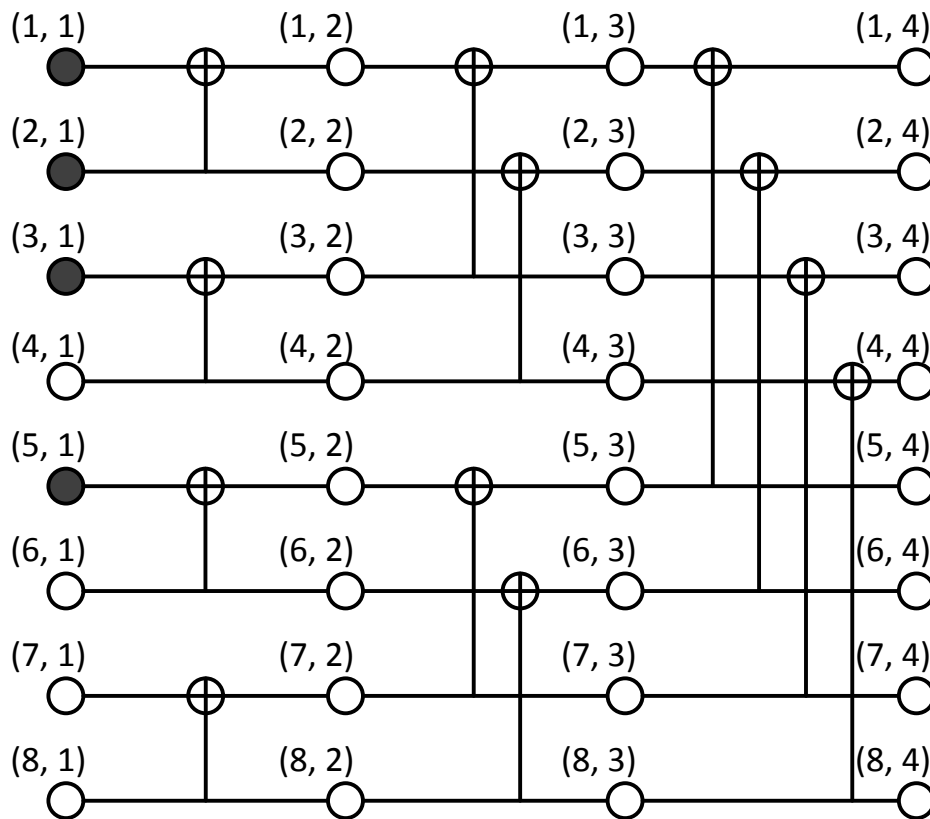 (1, 1) (1, 2) (1, 3) (1, 4)
(2, 1) (2, 2) (2, 3) (2, 4)
(3, 1) (3, 2) (3, 3) (3, 4)
(4, 1) (4, 2) (4, 3) (4, 4)
(5, 1) (5, 2) (5, 3) (5, 4)
(6, 1) (6, 2) (6, 3) (6, 4)
(7, 1) (7, 2) (7, 3) (7, 4)
(8, 1) (8, 2) (8, 3) (8, 4)